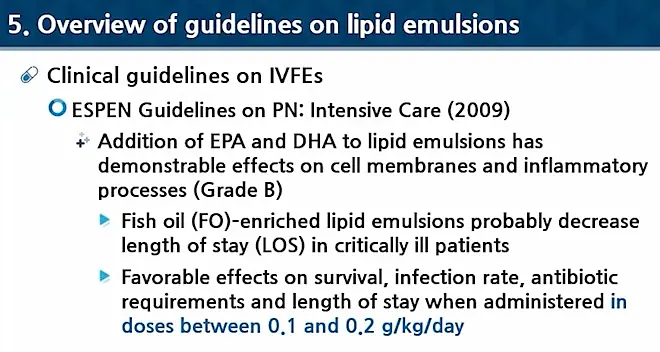 5. Overview of guidelines on lipid emulsions
Clinical guidelines on IVFEs
ESPEN Guidelines on PN: Intensive Care (2009)
Addition of EPA and DHA to lipid emulsions has
demonstrable effects on cell membranes and inflammatory
processes (Grade B)
Fish oil (FO)-enriched lipid emulsions probably decrease
length of stay (LOS) in critically ill patients
Favorable effects on survival, infection rate, antibiotic
requirements and length of stay when administered in
doses between 0.1 and 0.2 g/kg/day